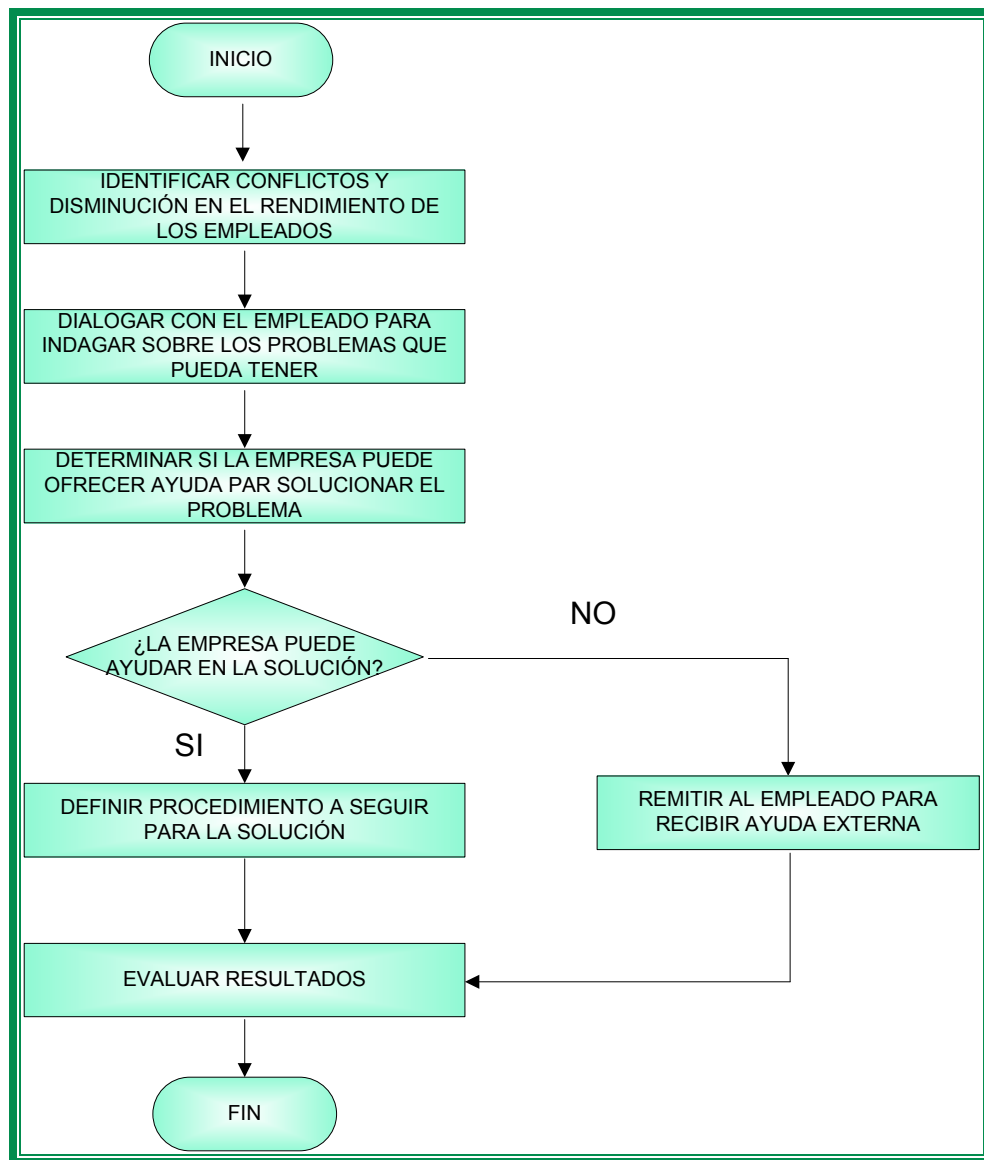 INICIO
IDENTIFICAR CONFLICTOS Y
DISMINUCIÓN EN EL RENDIMIENTO DE
LOS EMPLEADOS
DIALOGAR CON EL EMPLEADO PARA
INDAGAR SOBRE LOS PROBLEMAS QUE
PUEDA TENER
DETERMINAR SI LA EMPRESA PUEDE
OFRECER AYUDA PAR SOLUCIONAR EL
PROBLEMA
¿LA EMPRESA PUEDE
AYUDAR EN LA SOLUCIÓN?
NO
SI
DEFINIR PROCEDIMIENTO A SEGUIR
PARA LA SOLUCIÓN
REMITIR AL EMPLEADO PARA
RECIBIR AYUDA EXTERNA
EVALUAR RESULTADOS
FIN